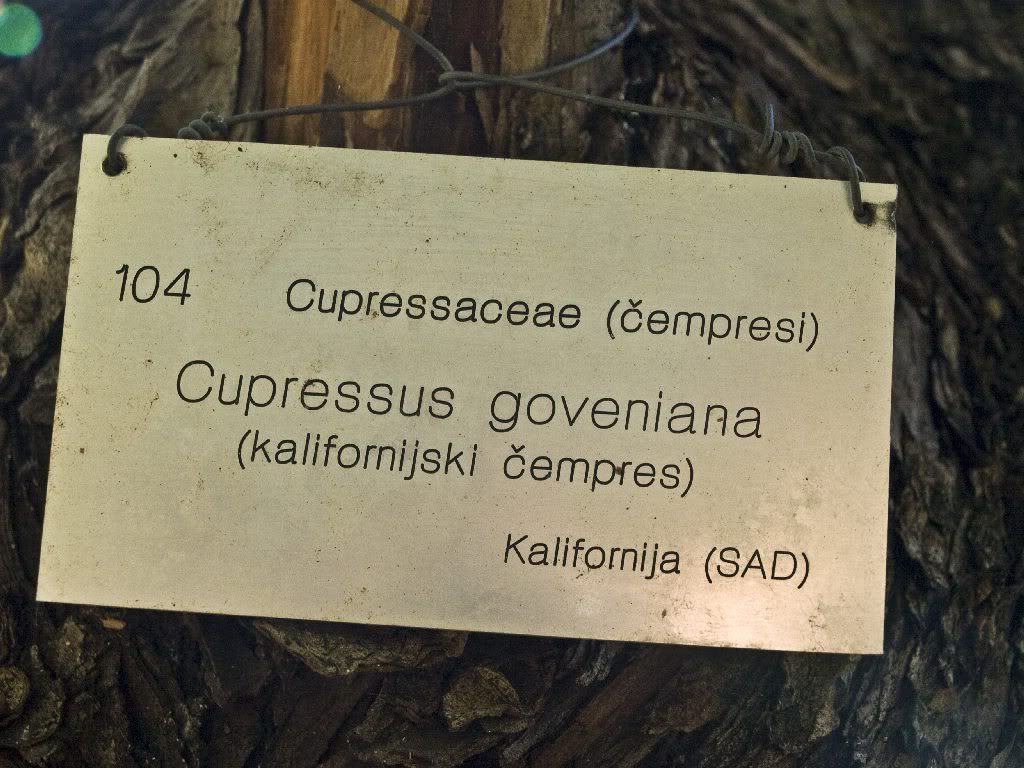 104 Cupressaceae (čempresi)
Cupressus goveniana
(kalifornijski čempres)
Kalifornija (SAD)